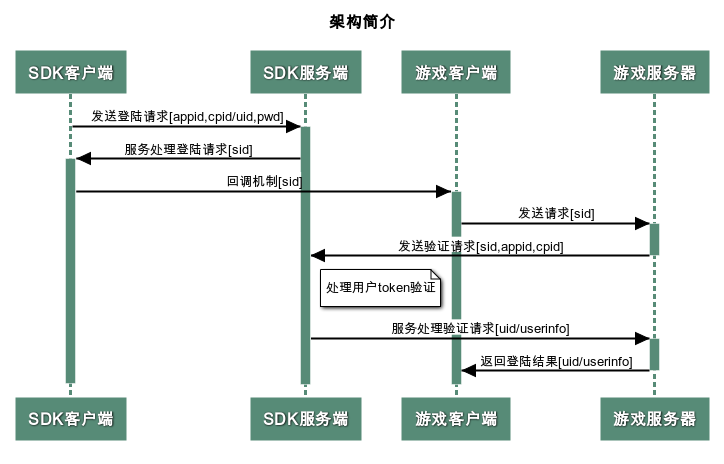 架构简介
SDK客户端 SDK服务端 游戏客户端 游戏服务器
发送登陆请求[appid,cpid/uid,pwd]
服务处理登陆请求[sid]
回调机制[sid]
发送请求[sid]
发送验证请求[sid,appid,cpid]
处理用户token验证
服务处理验证请求[uid/userinfo]
返回登陆结果[uid/userinfo]
SDK客户端 SDK服务端 游戏客户端 游戏服务器